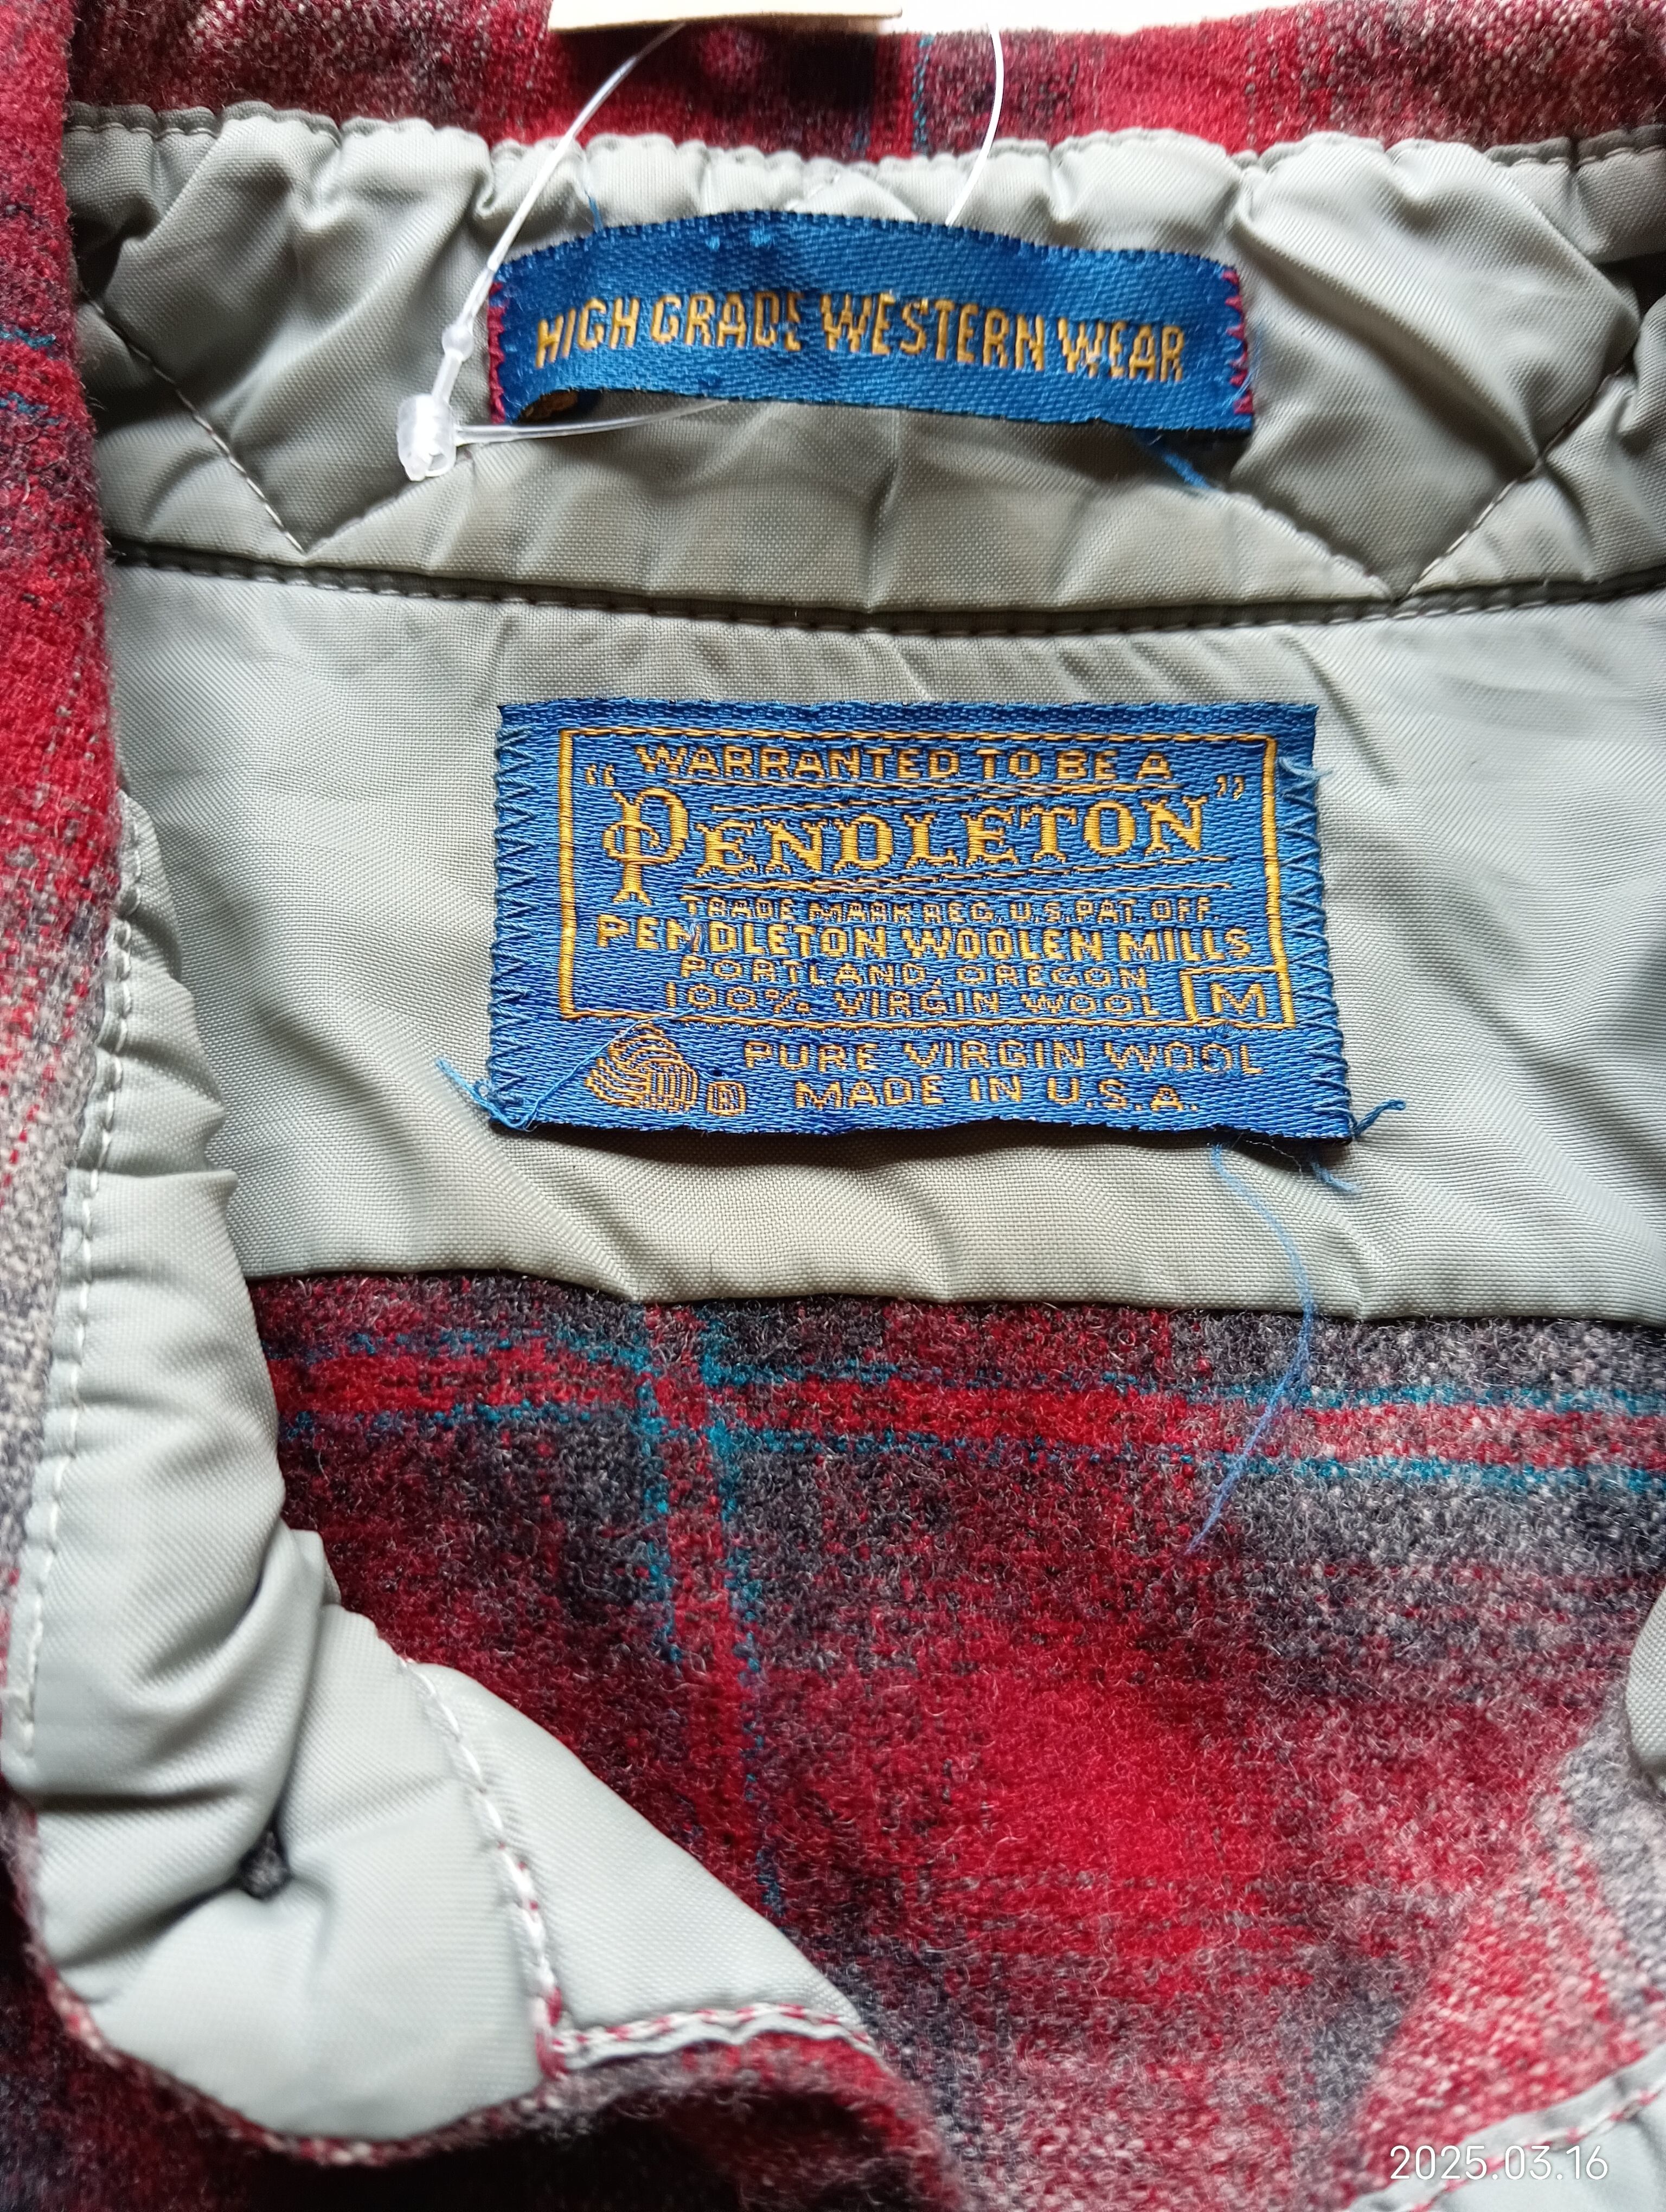 HIGH GRADE WESTERN WEAR
WARRANTED TO BE A
"PENDLETON"
TRADE MARK REG. U.S. PAT. OFF.
PENDLETON WOOLEN MILLS
PORTLAND, OREGON
100% VIRGIN WOOL M
PURE VIRGIN WOOL
® MADE IN U.S.A.
2025.03.16